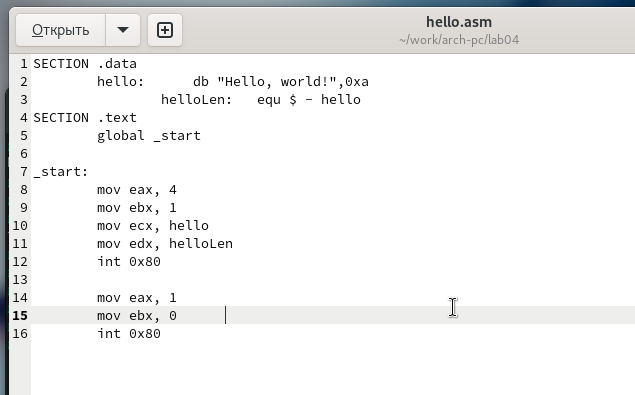 Открыть
hello.asm
~/work/arch-pc/lab04
1 SECTION .data
2         hello:      db "Hello, world!",0xa
3                 helloLen:   equ $ - hello
4 SECTION .text
5         global _start
6
7 _start:
8         mov eax, 4
9         mov ebx, 1
10         mov ecx, hello
11         mov edx, helloLen
12         int 0x80
13
14         mov eax, 1
15         mov ebx, 0
16         int 0x80